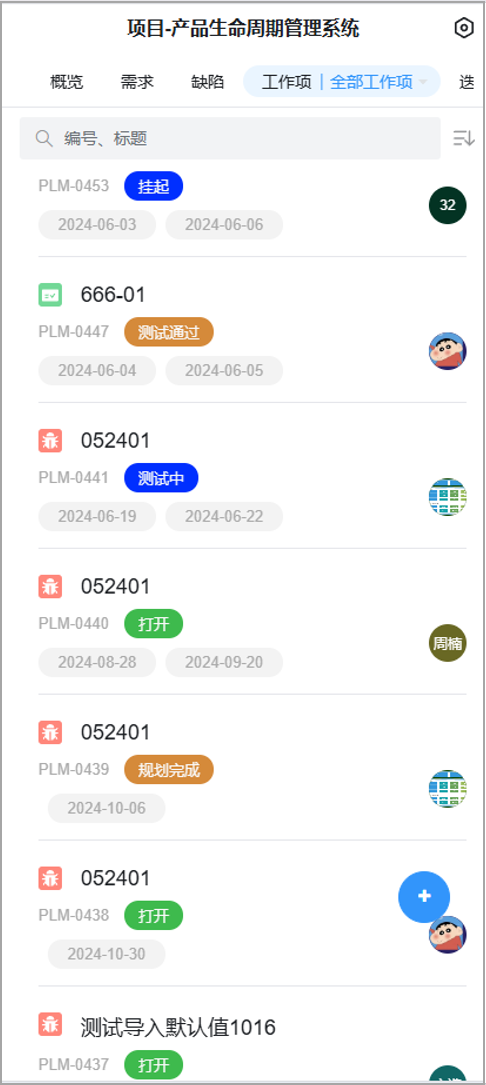 项目-产品生命周期管理系统
概览 需求 缺陷 工作项 | 全部工作项 迭
编号、标题
PLM-0453 挂起
32
2024-06-03 2024-06-06
666-01
PLM-0447 测试通过
2024-06-04 2024-06-05
052401
PLM-0441 测试中
2024-06-19 2024-06-22
052401
PLM-0440 打开
周楠
2024-08-28 2024-09-20
052401
PLM-0439 规划完成
2024-10-06
052401
PLM-0438 打开
2024-10-30
测试导入默认值1016
PLM-0437 打开